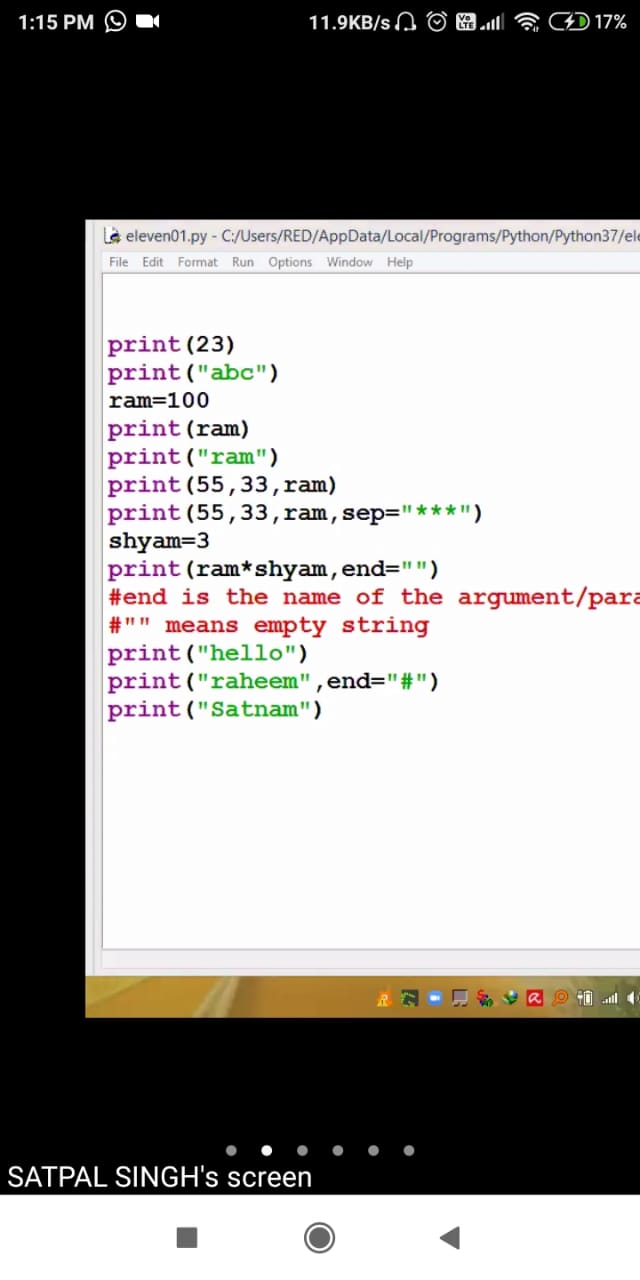 1:15 PM 11.9KB/s Vo LTE 17%
eleven01.py - C:/Users/RED/AppData/Local/Programs/Python/Python37/ele
File Edit Format Run Options Window Help
print(23)
print("abc")
ram=100
print(ram)
print("ram")
print(55,33,ram)
print(55,33,ram,sep="***")
shyam=3
print(ram*shyam,end="")
#end is the name of the argument/para
#"" means empty string
print("hello")
print("raheem",end="#")
print("Satnam")
SATPAL SINGH's screen